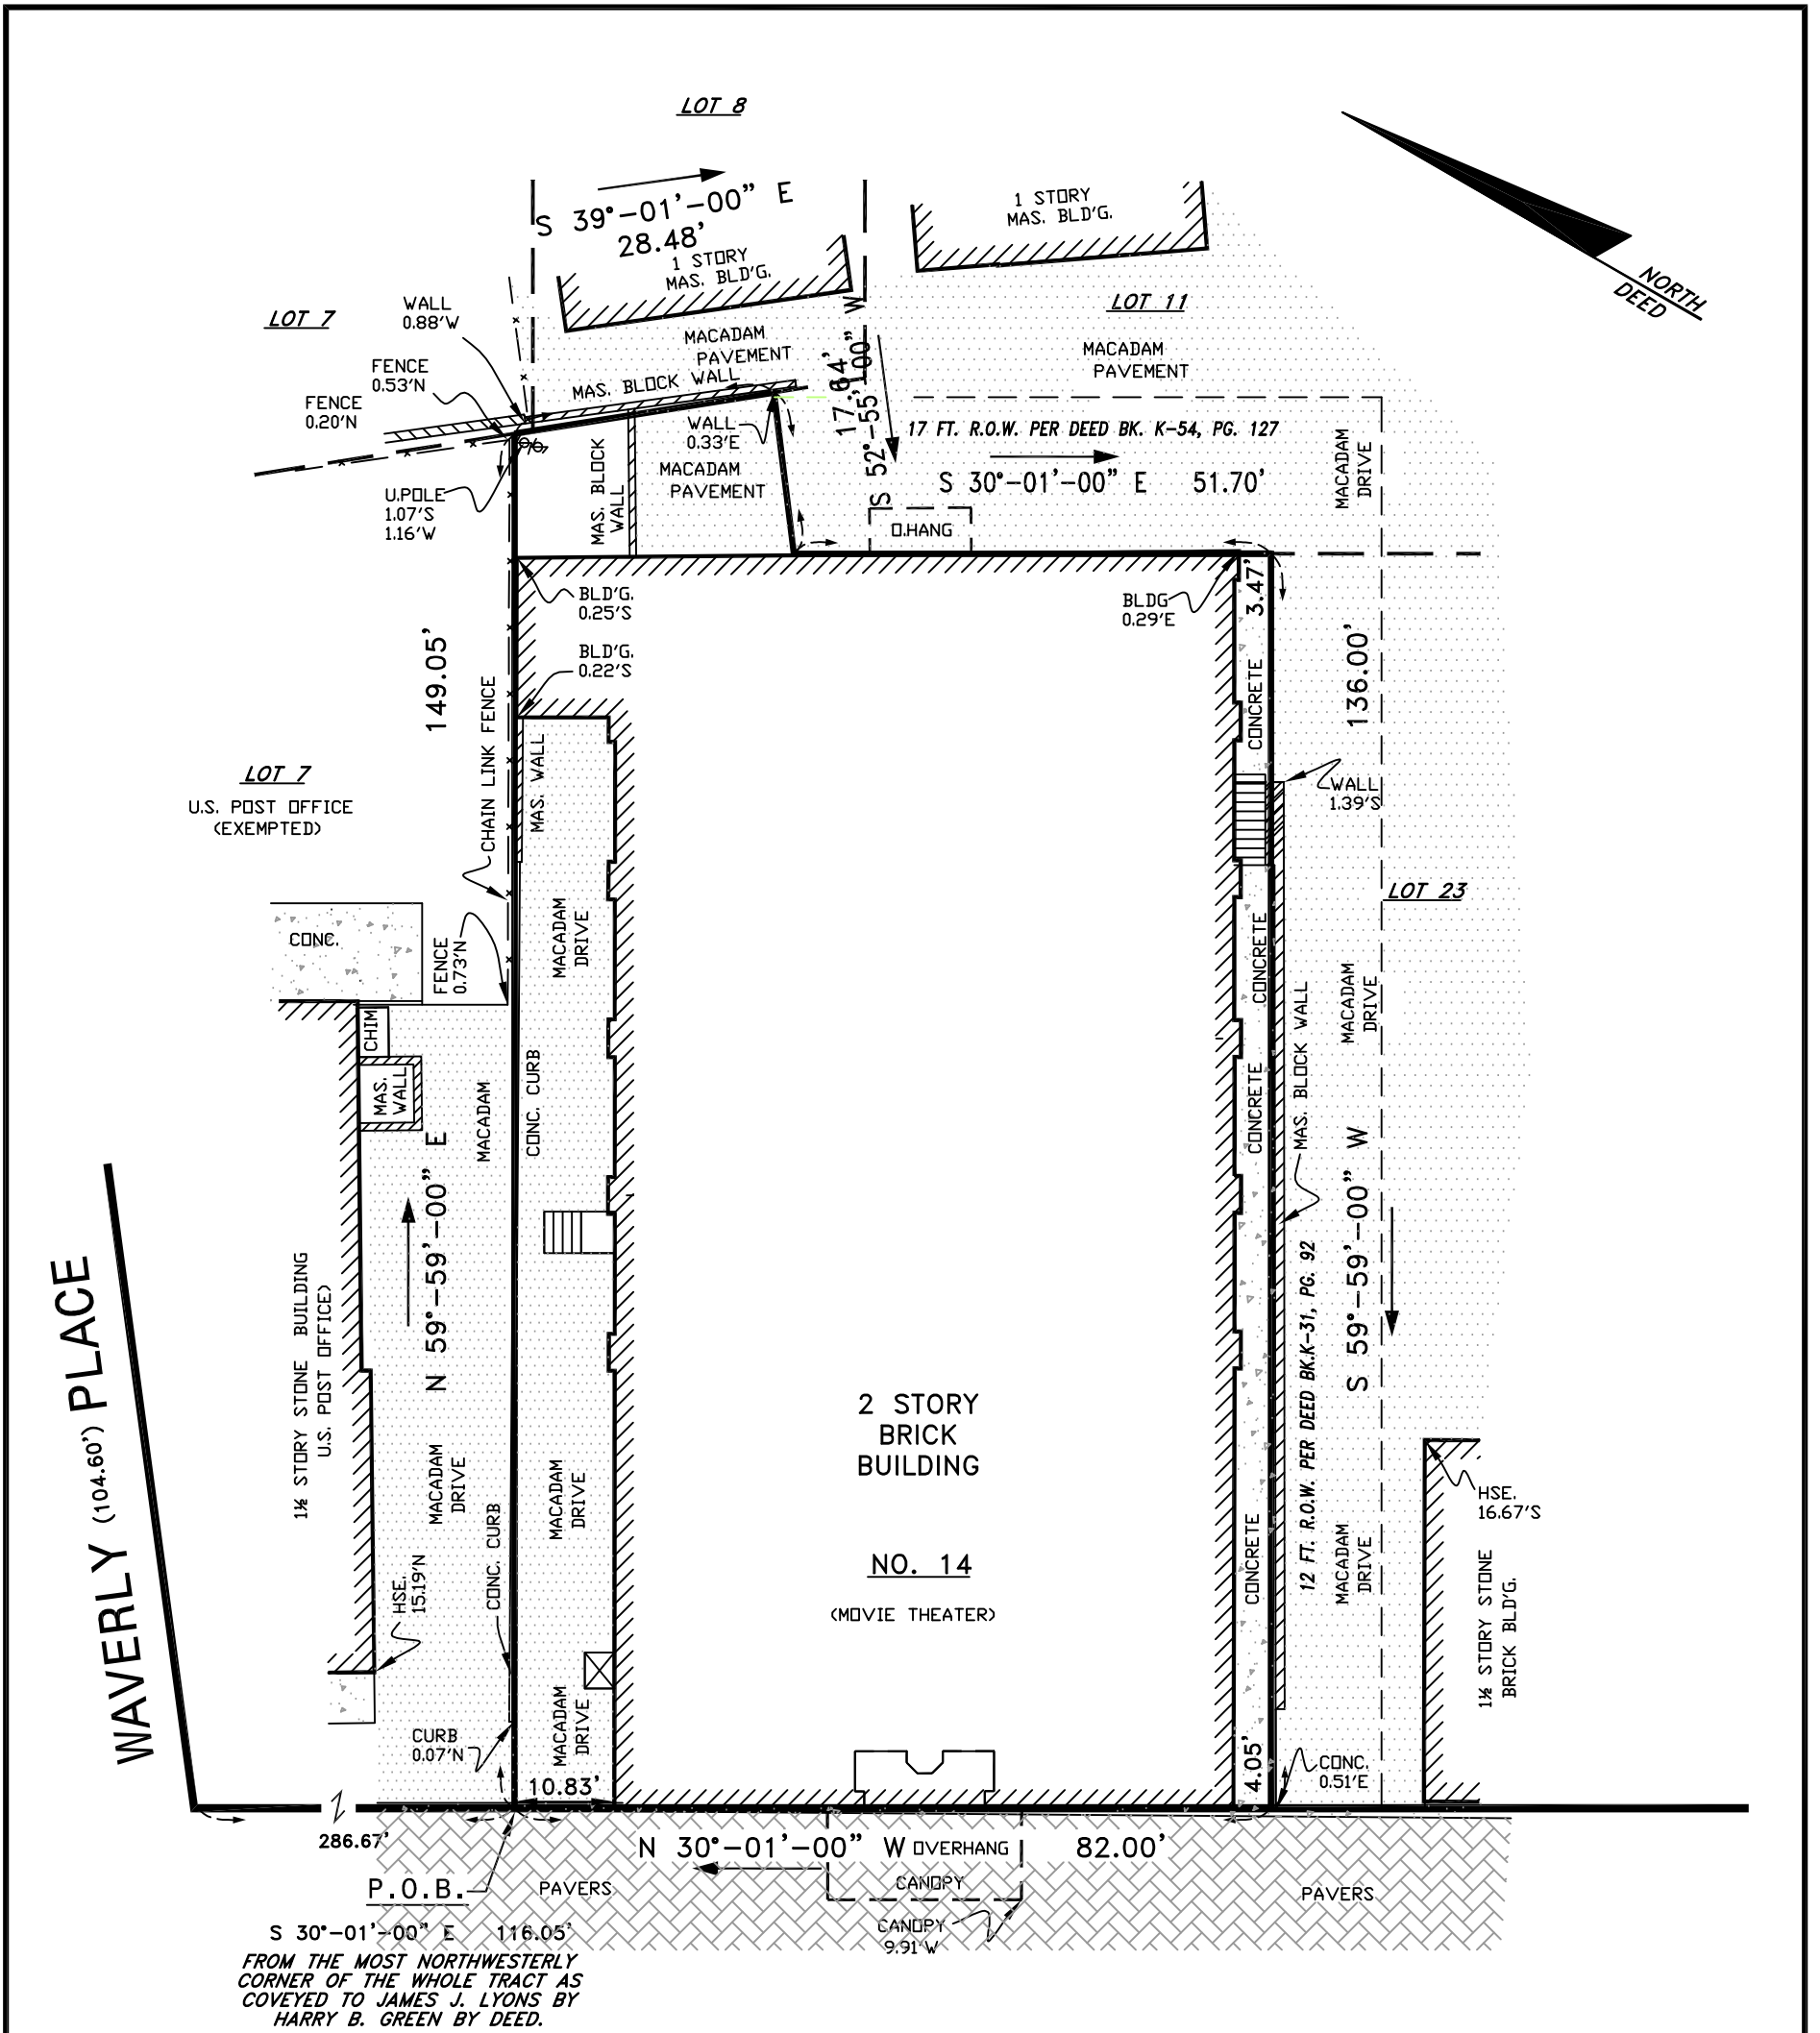 LOT 8
S 39°-01'-00" E
28.48'
1 STORY
MAS. BLD'G.
1 STORY
MAS. BLD'G.
NORTH
DEED
LOT 7
WALL
0.88'W
FENCE
0.53'N
FENCE
0.20'N
LOT 11
MACADAM
PAVEMENT
MACADAM
PAVEMENT
MAS. BLOCK WALL
17.64'
S 52°-55'-00" W
WALL
0.33'E
17 FT. R.O.W. PER DEED BK. K-54, PG. 127
S 30°-01'-00" E 51.70'
MACADAM
DRIVE
MACADAM
PAVEMENT
MAS. BLOCK
WALL
U.POLE
1.07'S
1.16'W
O.HANG
BLD'G.
0.25'S
BLD'G.
0.22'S
BLDG
0.29'E
3.47'
149.05'
136.00'
CHAIN LINK FENCE
MAS. WALL
CONCRETE
WALL
1.39'S
LOT 7
U.S. POST OFFICE
(EXEMPTED)
LOT 23
CONC.
FENCE
0.73'N
MACADAM
DRIVE
CONCRETE
MACADAM
DRIVE
CHIM
MAS.
WALL
MACADAM
CONC. CURB
CONCRETE
MAS. BLOCK WALL
N 59°-59'-00" E
S 59°-59'-00" W
WAVERLY (104.60') PLACE
1½ STORY STONE BUILDING
U.S. POST OFFICE)
12 FT. R.O.W. PER DEED BK.K-31, PG. 92
2 STORY
BRICK
BUILDING
NO. 14
(MOVIE THEATER)
MACADAM
DRIVE
MACADAM
DRIVE
CONC. CURB
HSE.
15.19'N
CONCRETE
MACADAM
DRIVE
HSE.
16.67'S
1½ STORY STONE
BRICK BLD'G.
CURB
0.07'N
MACADAM
DRIVE
10.83'
4.05'
CONC.
0.51'E
286.67'
N 30°-01'-00" W OVERHANG 82.00'
P.O.B.
PAVERS
CANOPY
PAVERS
CANOPY
9.91'W
S 30°-01'-00" E 116.05'
FROM THE MOST NORTHWESTERLY
CORNER OF THE WHOLE TRACT AS
COVEYED TO JAMES J. LYONS BY
HARRY B. GREEN BY DEED.